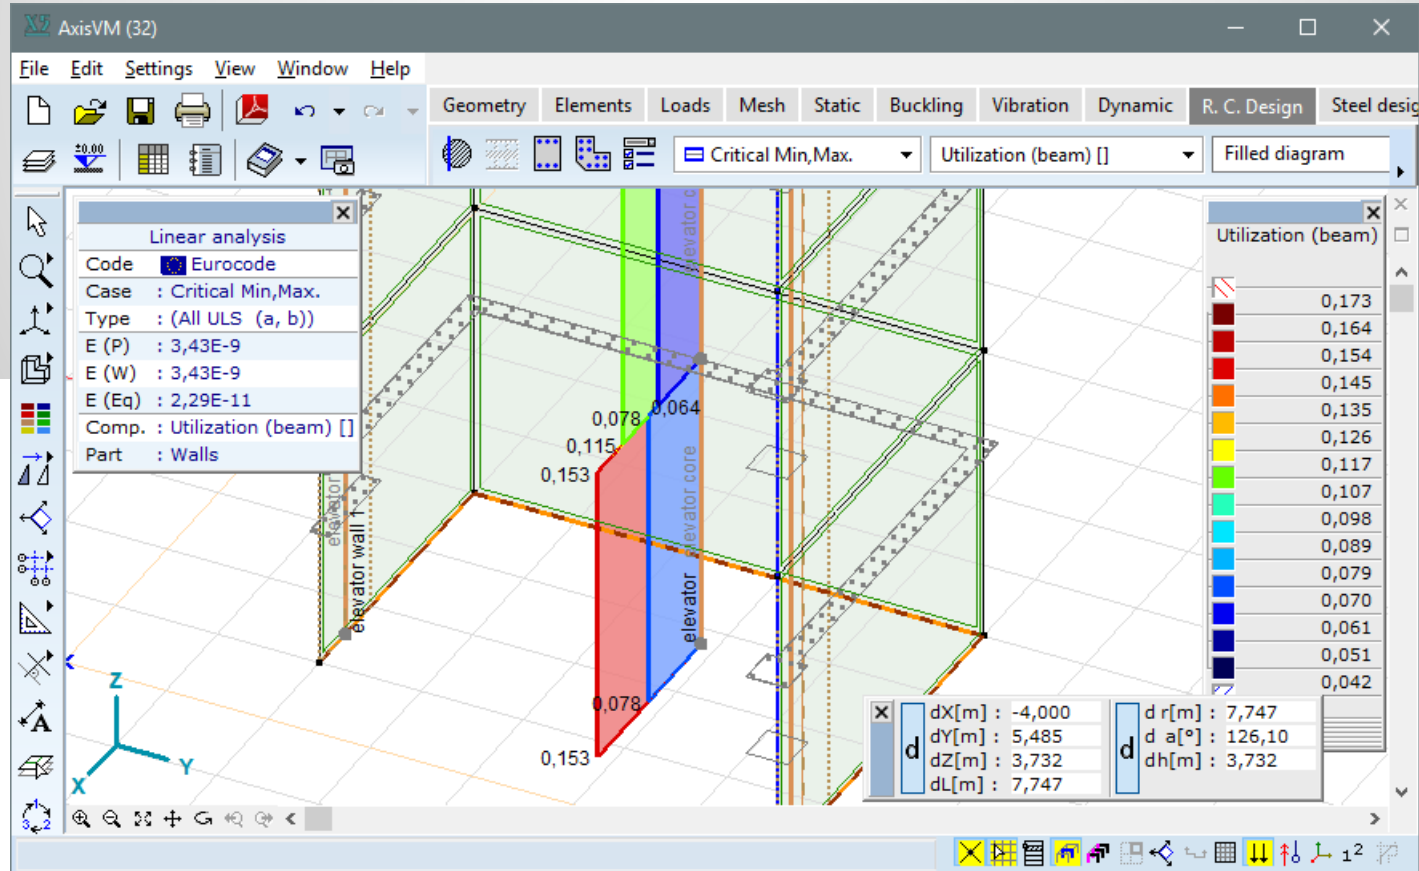 AxisVM (32)
File Edit Settings View Window Help
Geometry Elements Loads Mesh Static Buckling Vibration Dynamic R. C. Design Steel desig
±0.00
Critical Min,Max.
Utilization (beam) []
Filled diagram
Linear analysis
Code Eurocode
Case : Critical Min,Max.
Type : (All ULS (a, b))
E (P) : 3,43E-9
E (W) : 3,43E-9
E (Eq) : 2,29E-11
Comp. : Utilization (beam) []
Part : Walls
Utilization (beam)
0,173
0,164
0,154
0,145
0,135
0,126
0,117
0,107
0,098
0,089
0,079
0,070
0,061
0,051
0,042
elevator c
0,064
0,078
0,115
0,153
elevator core
elevator
elevator
elevator wall 1
0,078
0,153
Z
Y
X
d
dX[m] : -4,000
dY[m] : 5,485
dZ[m] : 3,732
dL[m] : 7,747
d
d r[m] : 7,747
d a[°] : 126,10
dh[m] : 3,732
A
1²